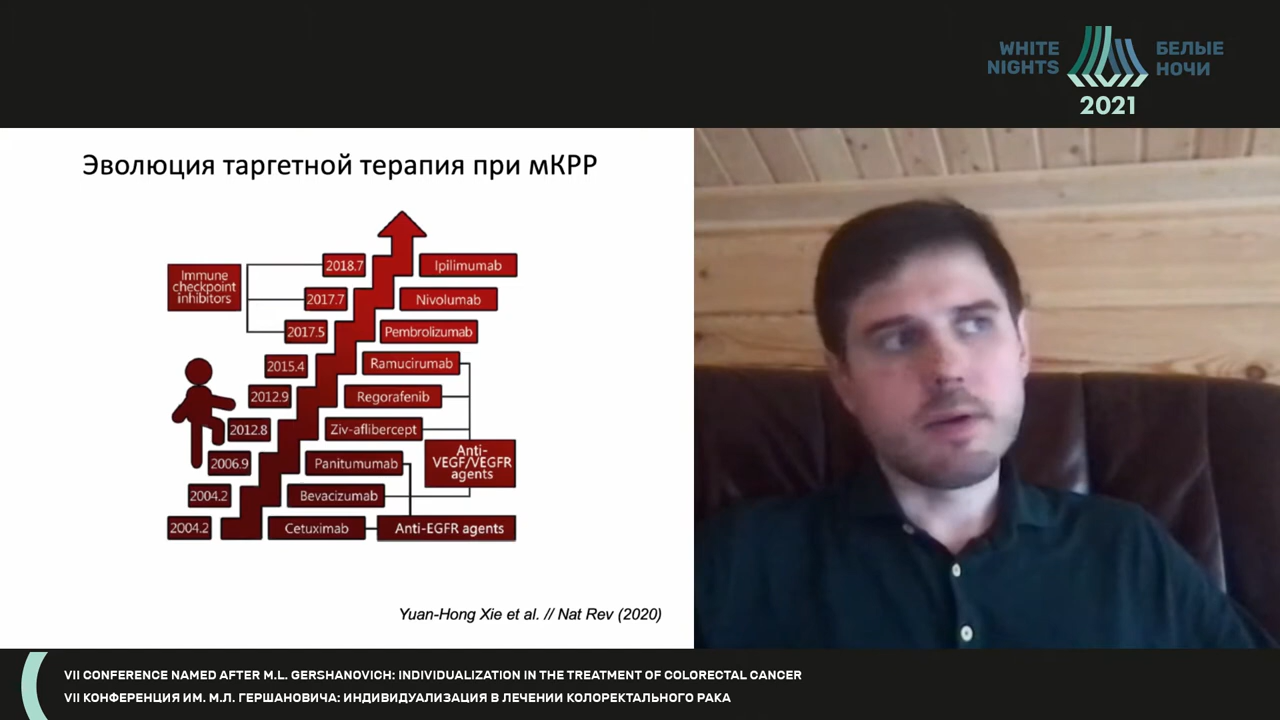 WHITE
NIGHTS
БЕЛЫЕ
НОЧИ
2021
Эволюция таргетной терапия при мКРР
Immune
checkpoint
inhibitors
2018.7
Ipilimumab
2017.7
Nivolumab
2017.5
Pembrolizumab
2015.4
Ramucirumab
2012.9
Regorafenib
2012.8
Ziv-aflibercept
2006.9
Panitumumab
Anti-
VEGF/VEGFR
agents
2004.2
Bevacizumab
2004.2
Cetuximab
Anti-EGFR agents
Yuan-Hong Xie et al. // Nat Rev (2020)
VII CONFERENCE NAMED AFTER M.L. GERSHANOVICH: INDIVIDUALIZATION IN THE TREATMENT OF COLORECTAL CANCER
VII КОНФЕРЕНЦИЯ ИМ. М.Л. ГЕРШАНОВИЧА: ИНДИВИДУАЛИЗАЦИЯ В ЛЕЧЕНИИ КОЛОРЕКТАЛЬНОГО РАКА